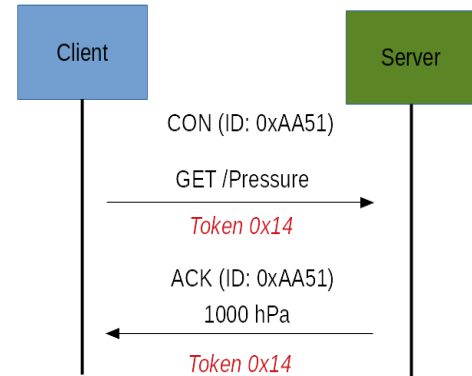 Client
Server
CON (ID: 0xAA51)
GET /Pressure
Token 0x14
ACK (ID: 0xAA51)
1000 hPa
Token 0x14